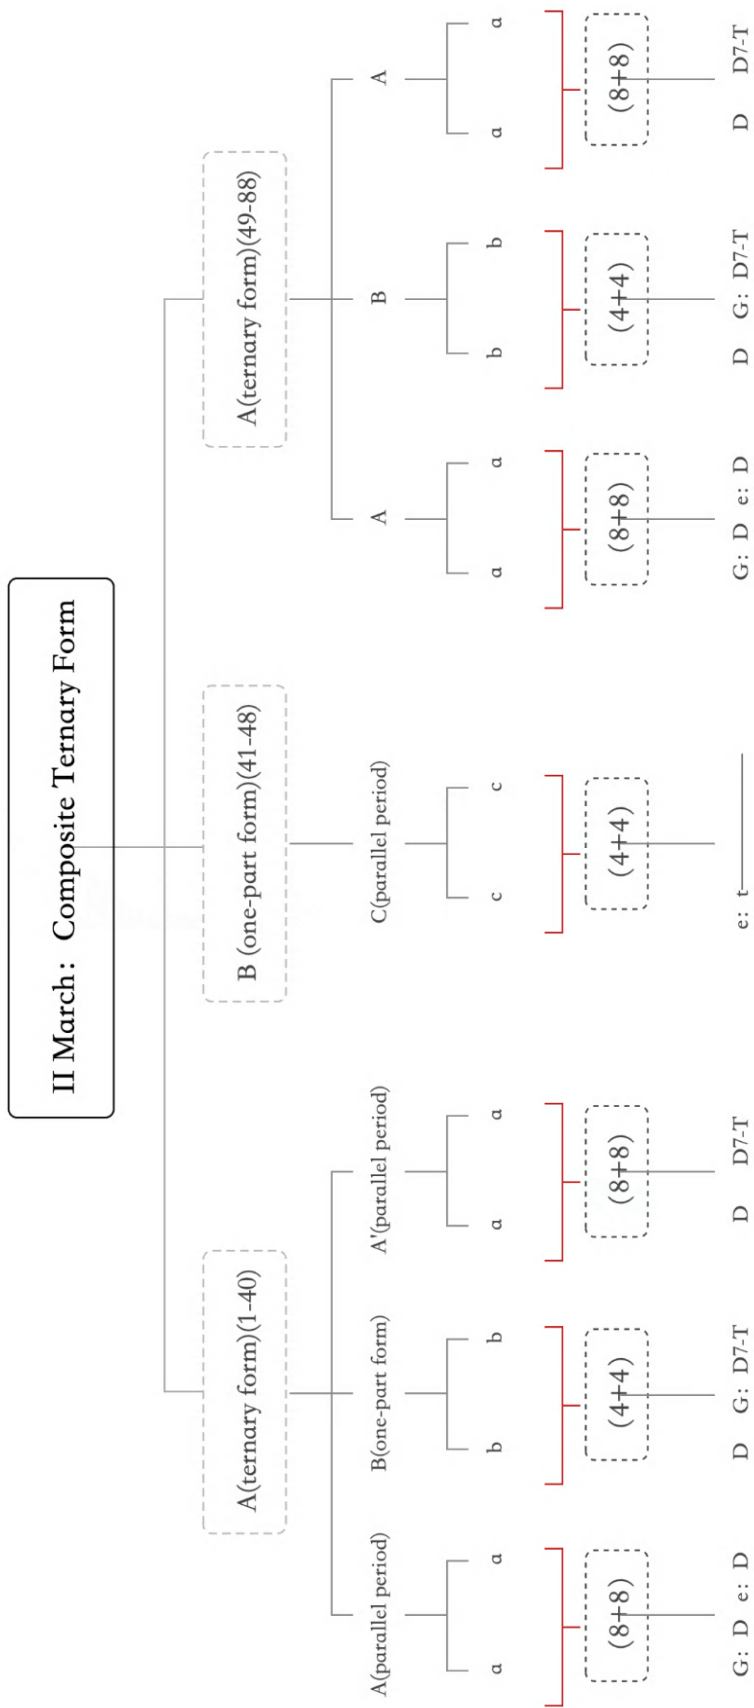 II March: Composite Ternary Form
A(ternary form)(1-40) B (one-part form)(41-48) A(ternary form)(49-88)
A(parallel period) B(one-part form) A'(parallel period) C(parallel period) A B A
a a b b a a c c a a b b a a
(8+8) (4+4) (8+8) (4+4) (8+8) (4+4) (8+8)
G: D e: D D G: D7-T D D7-T e: t G: D e: D D G: D7-T D D7-T